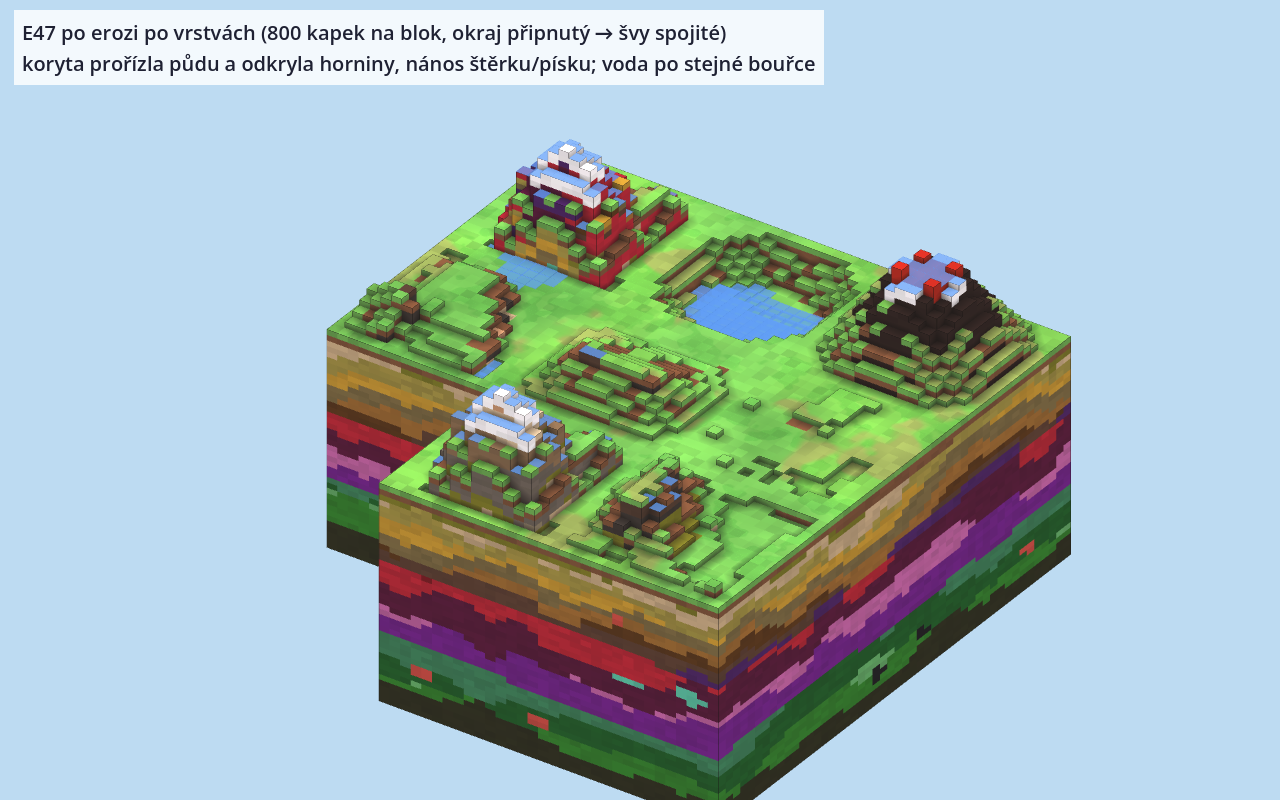 E47 po erozi po vrstvách (800 kapek na blok, okraj připnutý → švy spojité)
koryta prořízla půdu a odkryla horniny, nános štěrku/písku; voda po stejné bouřce